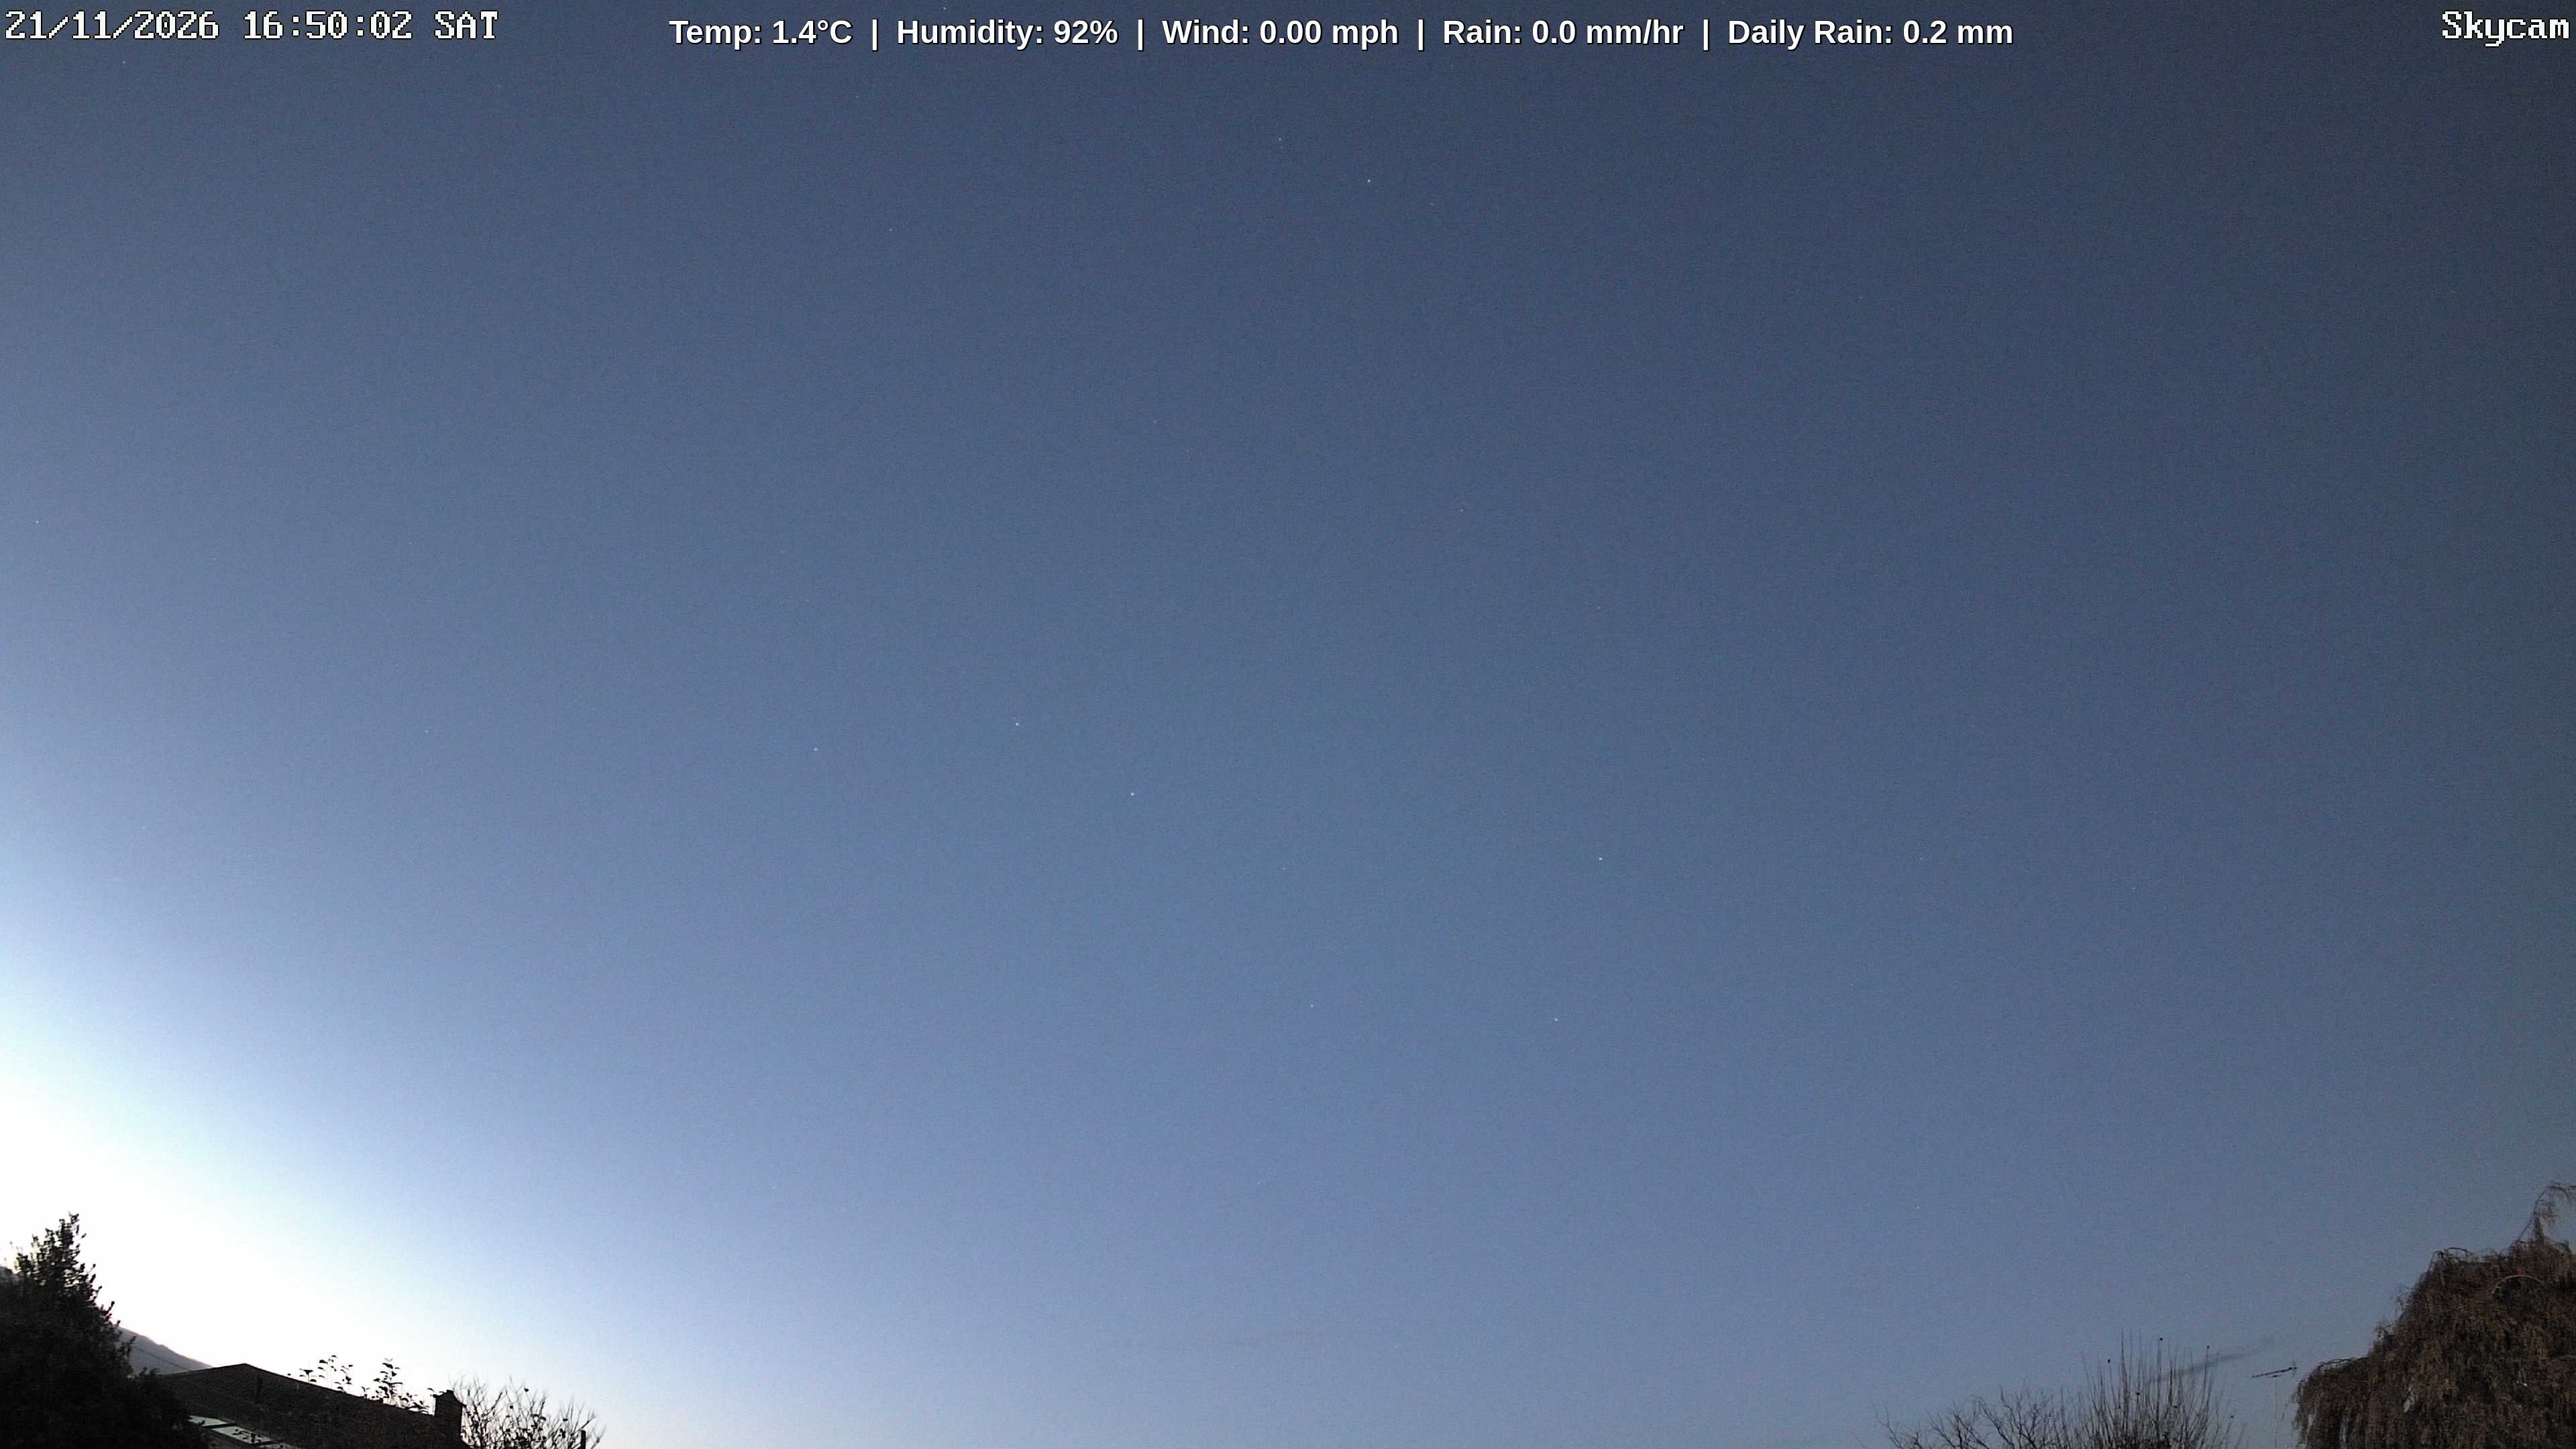 21/11/2026 16:50:02 SAT
Temp: 1.4°C | Humidity: 92% | Wind: 0.00 mph | Rain: 0.0 mm/hr | Daily Rain: 0.2 mm
Skycam